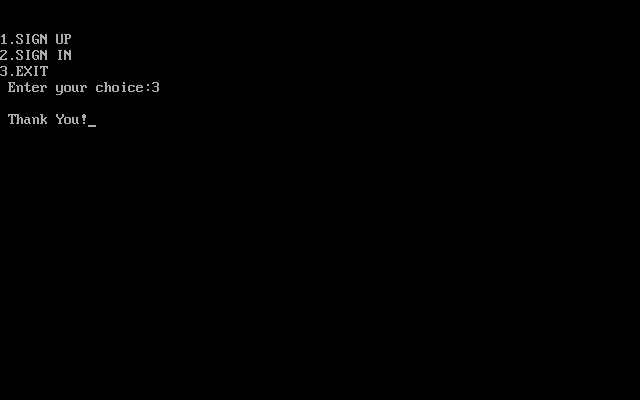 1.SIGN UP
2.SIGN IN
3.EXIT
Enter your choice:3
Thank You!_